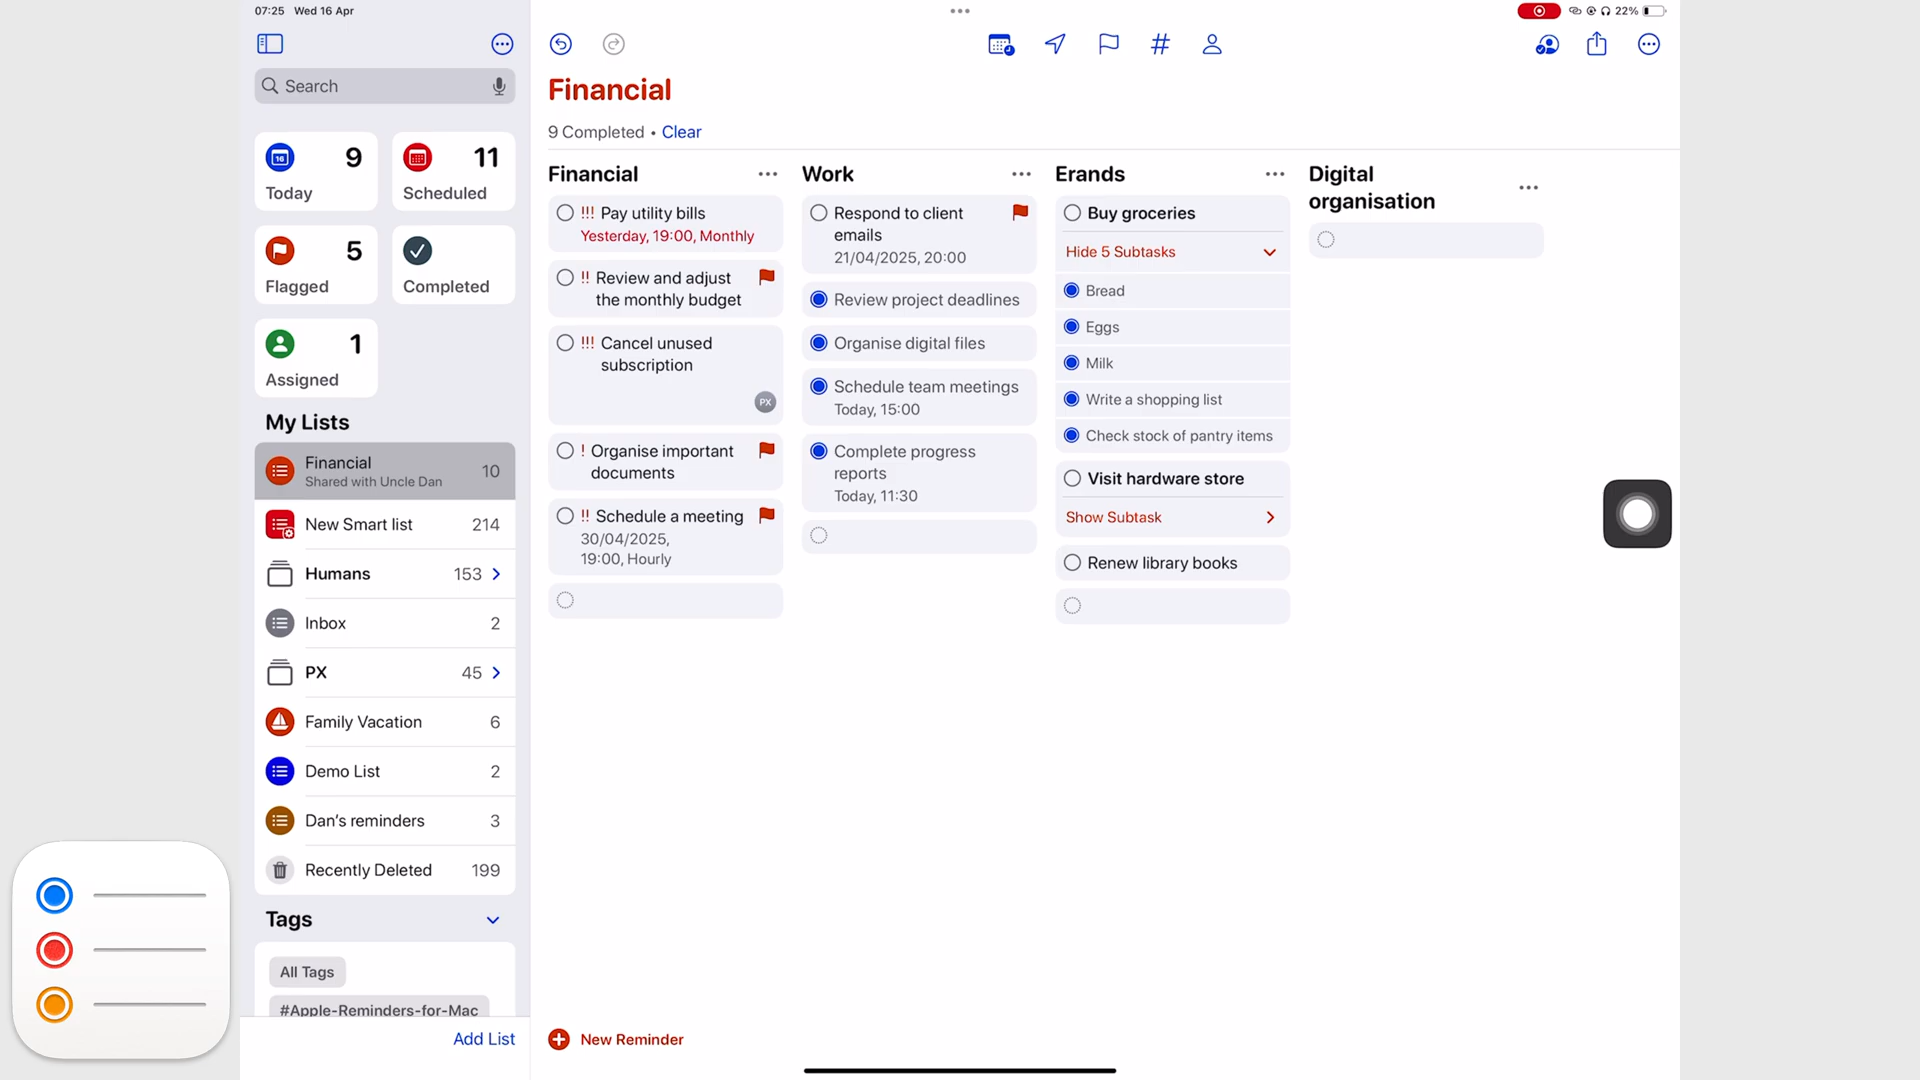 07:25 Wed 16 Apr
22%
Search
9
Today
11
Scheduled
5
Flagged
Completed
1
Assigned
My Lists
Financial
Shared with Uncle Dan
10
New Smart list 214
Humans 153
Inbox 2
PX 45
Family Vacation 6
Demo List 2
Dan's reminders 3
Recently Deleted 199
Tags
All Tags
#Apple-Reminders-for-Mac
Add List
Financial
9 Completed • Clear
Financial
!!! Pay utility bills
Yesterday, 19:00, Monthly
!! Review and adjust
the monthly budget
!!! Cancel unused
subscription
PX
! Organise important
documents
!! Schedule a meeting
30/04/2025,
19:00, Hourly
Work
Respond to client
emails
21/04/2025, 20:00
Review project deadlines
Organise digital files
Schedule team meetings
Today, 15:00
Complete progress
reports
Today, 11:30
Erands
Buy groceries
Hide 5 Subtasks
Bread
Eggs
Milk
Write a shopping list
Check stock of pantry items
Visit hardware store
Show Subtask
Renew library books
Digital
organisation
New Reminder